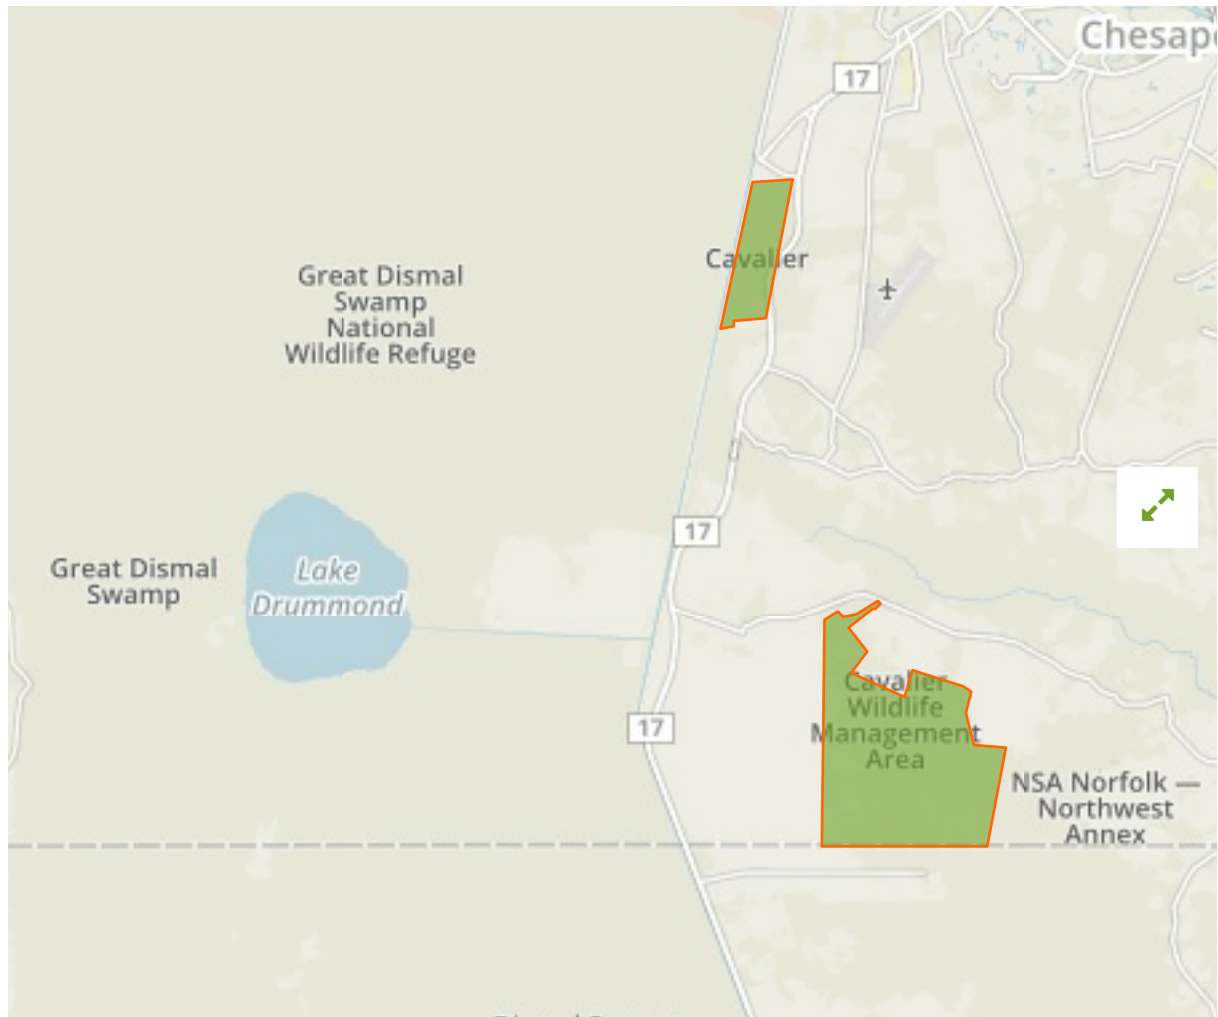 Chesap
17
Cavalier
Great Dismal
Swamp
National
Wildlife Refuge
17
Great Dismal
Swamp
Lake
Drummond
Cavalier
Wildlife
Management
Area
17
NSA Norfolk —
Northwest
Annex